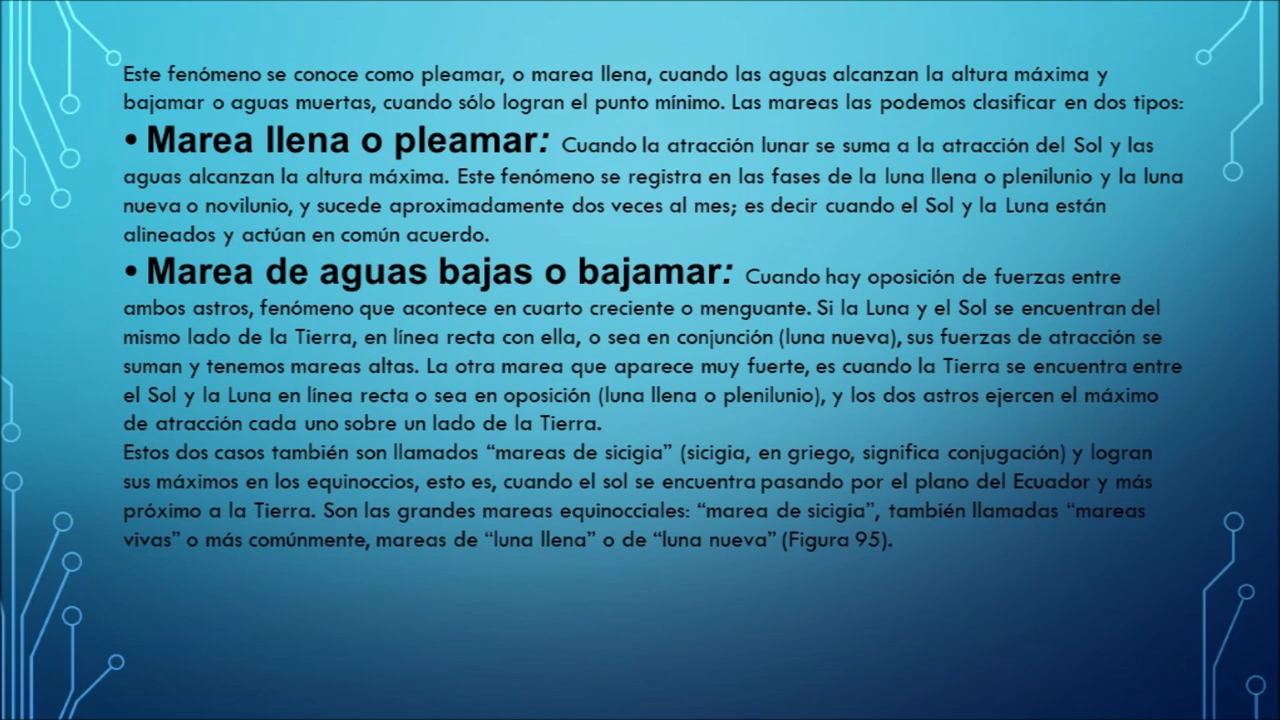 Este fenómeno se conoce como pleamar, o marea llena, cuando las aguas alcanzan la altura máxima y
bajamar o aguas muertas, cuando sólo logran el punto mínimo. Las mareas las podemos clasificar en dos tipos:
• Marea llena o pleamar: Cuando la atracción lunar se suma a la atracción del Sol y las
aguas alcanzan la altura máxima. Este fenómeno se registra en las fases de la luna llena o plenilunio y la luna
nueva o novilunio, y sucede aproximadamente dos veces al mes; es decir cuando el Sol y la Luna están
alineados y actúan en común acuerdo.
• Marea de aguas bajas o bajamar: Cuando hay oposición de fuerzas entre
ambos astros, fenómeno que acontece en cuarto creciente o menguante. Si la Luna y el Sol se encuentran del
mismo lado de la Tierra, en línea recta con ella, o sea en conjunción (luna nueva), sus fuerzas de atracción se
suman y tenemos mareas altas. La otra marea que aparece muy fuerte, es cuando la Tierra se encuentra entre
el Sol y la Luna en línea recta o sea en oposición (luna llena o plenilunio), y los dos astros ejercen el máximo
de atracción cada uno sobre un lado de la Tierra.
Estos dos casos también son llamados “mareas de sicigia” (sicigia, en griego, significa conjugación) y logran
sus máximos en los equinoccios, esto es, cuando el sol se encuentra pasando por el plano del Ecuador y más
próximo a la Tierra. Son las grandes mareas equinocciales: “marea de sicigia”, también llamadas “mareas
vivas” o más comúnmente, mareas de “luna llena” o de “luna nueva” (Figura 95).